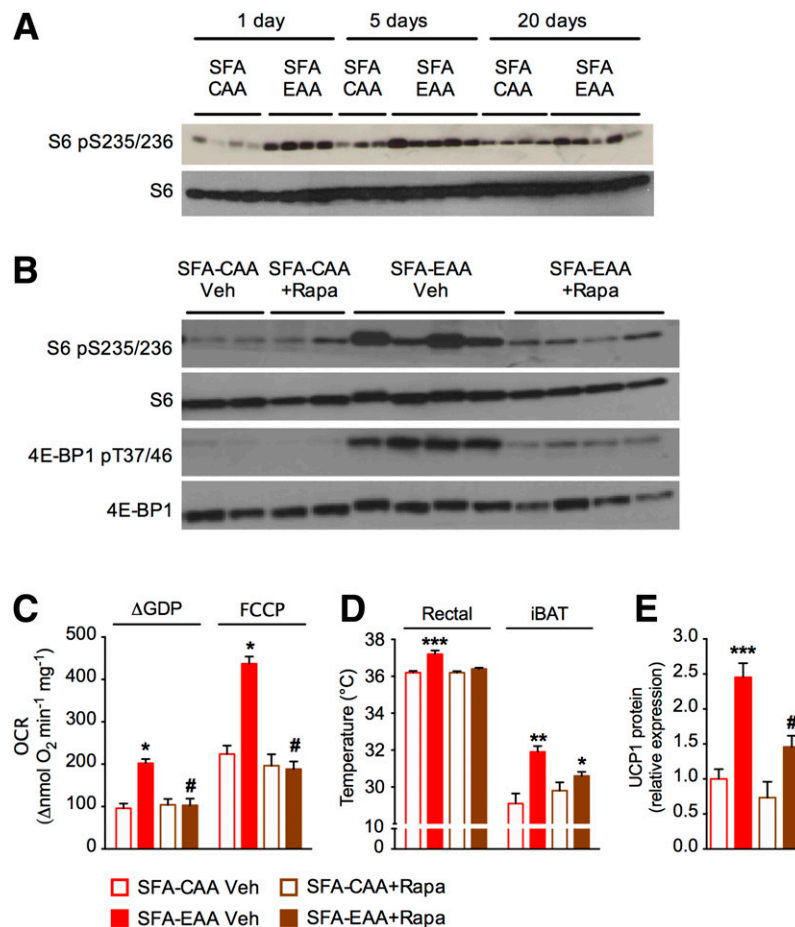 A
1 day 5 days 20 days
SFA CAA SFA EAA SFA CAA SFA EAA SFA CAA SFA EAA
S6 pS235/236
S6
B
SFA-CAA Veh SFA-CAA +Rapa SFA-EAA Veh SFA-EAA +Rapa
S6 pS235/236
S6
4E-BP1 pT37/46
4E-BP1
C
ΔGDP FCCP
OCR
(Δnmol O2 min-1 mg-1)
500
400
300
200
100
0
* # * #
D
Rectal iBAT
Temperature (°C)
38
36
34
32
30
10
0
*** ** *
E
UCP1 protein
(relative expression)
3.0
2.5
2.0
1.5
1.0
0.5
0.0
*** #
SFA-CAA Veh SFA-CAA+Rapa
SFA-EAA Veh SFA-EAA+Rapa